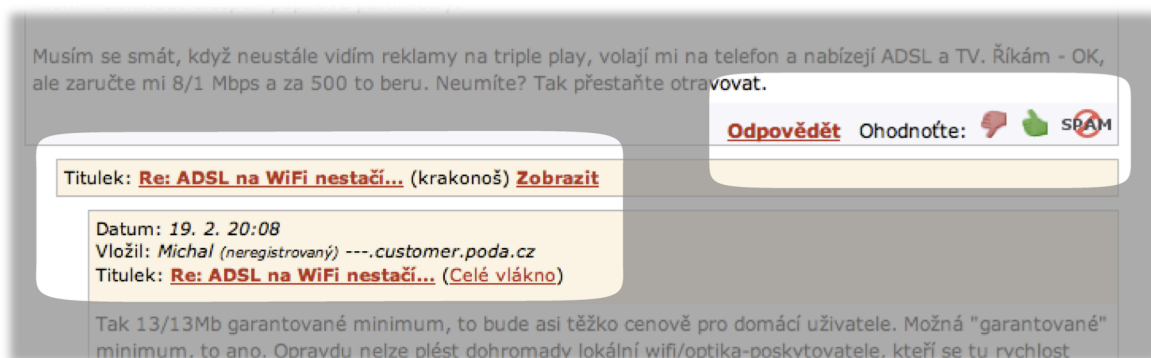 Musím se smát, když neustále vidím reklamy na triple play, volají mi na telefon a nabízejí ADSL a TV. Říkám - OK,
ale zaručte mi 8/1 Mbps a za 500 to beru. Neumíte? Tak přestaňte otravovat.
Odpovědět Ohodnoťte: SPAM
Titulek: Re: ADSL na WiFi nestačí... (krakonoš) Zobrazit
Datum: 19. 2. 20:08
Vložil: Michal (neregistrovaný) ---.customer.poda.cz
Titulek: Re: ADSL na WiFi nestačí... (Celé vlákno)
Tak 13/13Mb garantované minimum, to bude asi těžko cenově pro domácí uživatele. Možná "garantované"
minimum, to ano. Opravdu nelze plést dohromady lokální wifi/optika-poskytovatele, kteří se tu rychlost